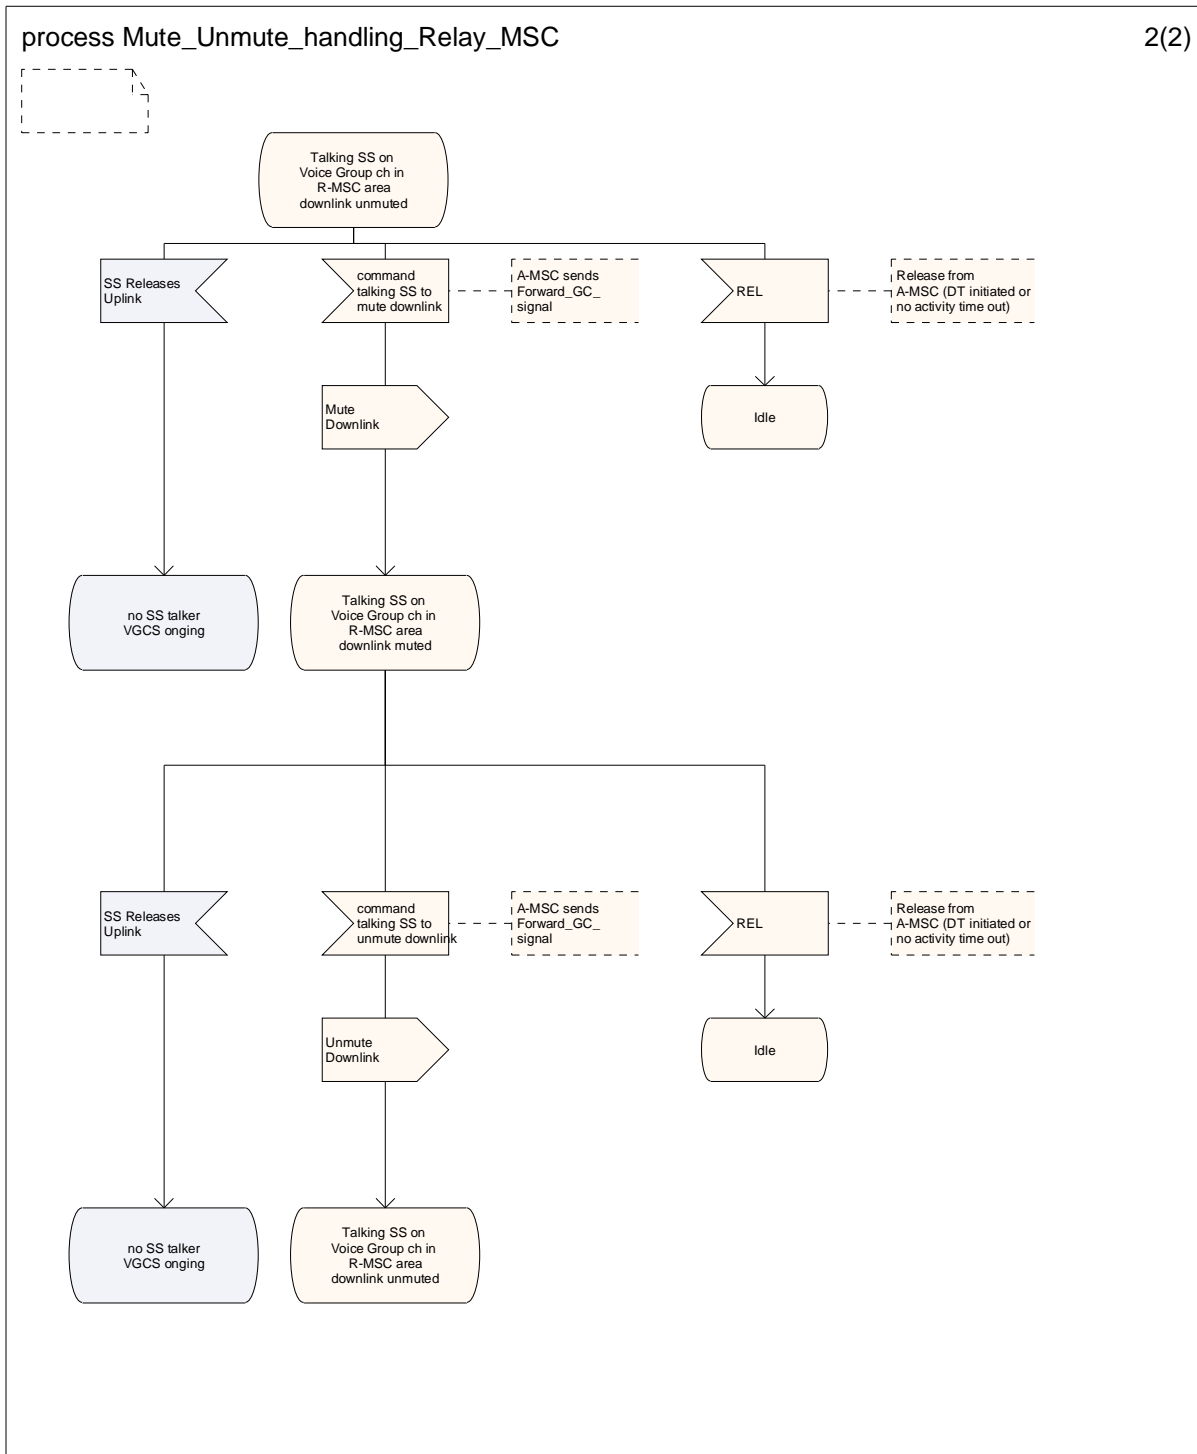 process Mute_Unmute_handling_Relay_MSC
2(2)
Talking SS on
Voice Group ch in
R-MSC area
downlink unmuted
SS Releases
Uplink
command
talking SS to
mute downlink
A-MSC sends
Forward_GC_
signal
REL
Release from
A-MSC (DT initiated or
no activity time out)
Mute
Downlink
Idle
no SS talker
VGCS onging
Talking SS on
Voice Group ch in
R-MSC area
downlink muted
SS Releases
Uplink
command
talking SS to
unmute downlink
A-MSC sends
Forward_GC_
signal
REL
Release from
A-MSC (DT initiated or
no activity time out)
Unmute
Downlink
Idle
no SS talker
VGCS onging
Talking SS on
Voice Group ch in
R-MSC area
downlink unmuted